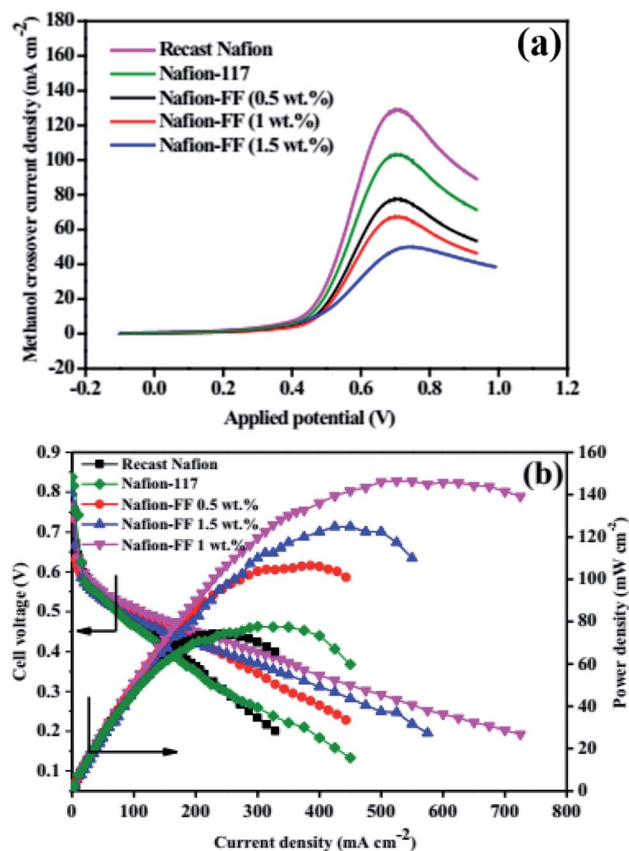 (a)
Recast Nafion
Nafion-117
Nafion-FF (0.5 wt.%)
Nafion-FF (1 wt.%)
Nafion-FF (1.5 wt.%)
Methanol crossover current density (mA cm-2)
180
160
140
120
100
80
60
40
20
0
-20
-0.2 0.0 0.2 0.4 0.6 0.8 1.0 1.2
Applied potential (V)
(b)
Recast Nafion
Nafion-117
Nafion-FF 0.5 wt.%
Nafion-FF 1.5 wt.%
Nafion-FF 1 wt.%
Cell voltage (V)
0.9
0.8
0.7
0.6
0.5
0.4
0.3
0.2
0.1
Power density (mW cm-2)
160
140
120
100
80
60
40
20
0
0 100 200 300 400 500 600 700 800
Current density (mA cm-2)